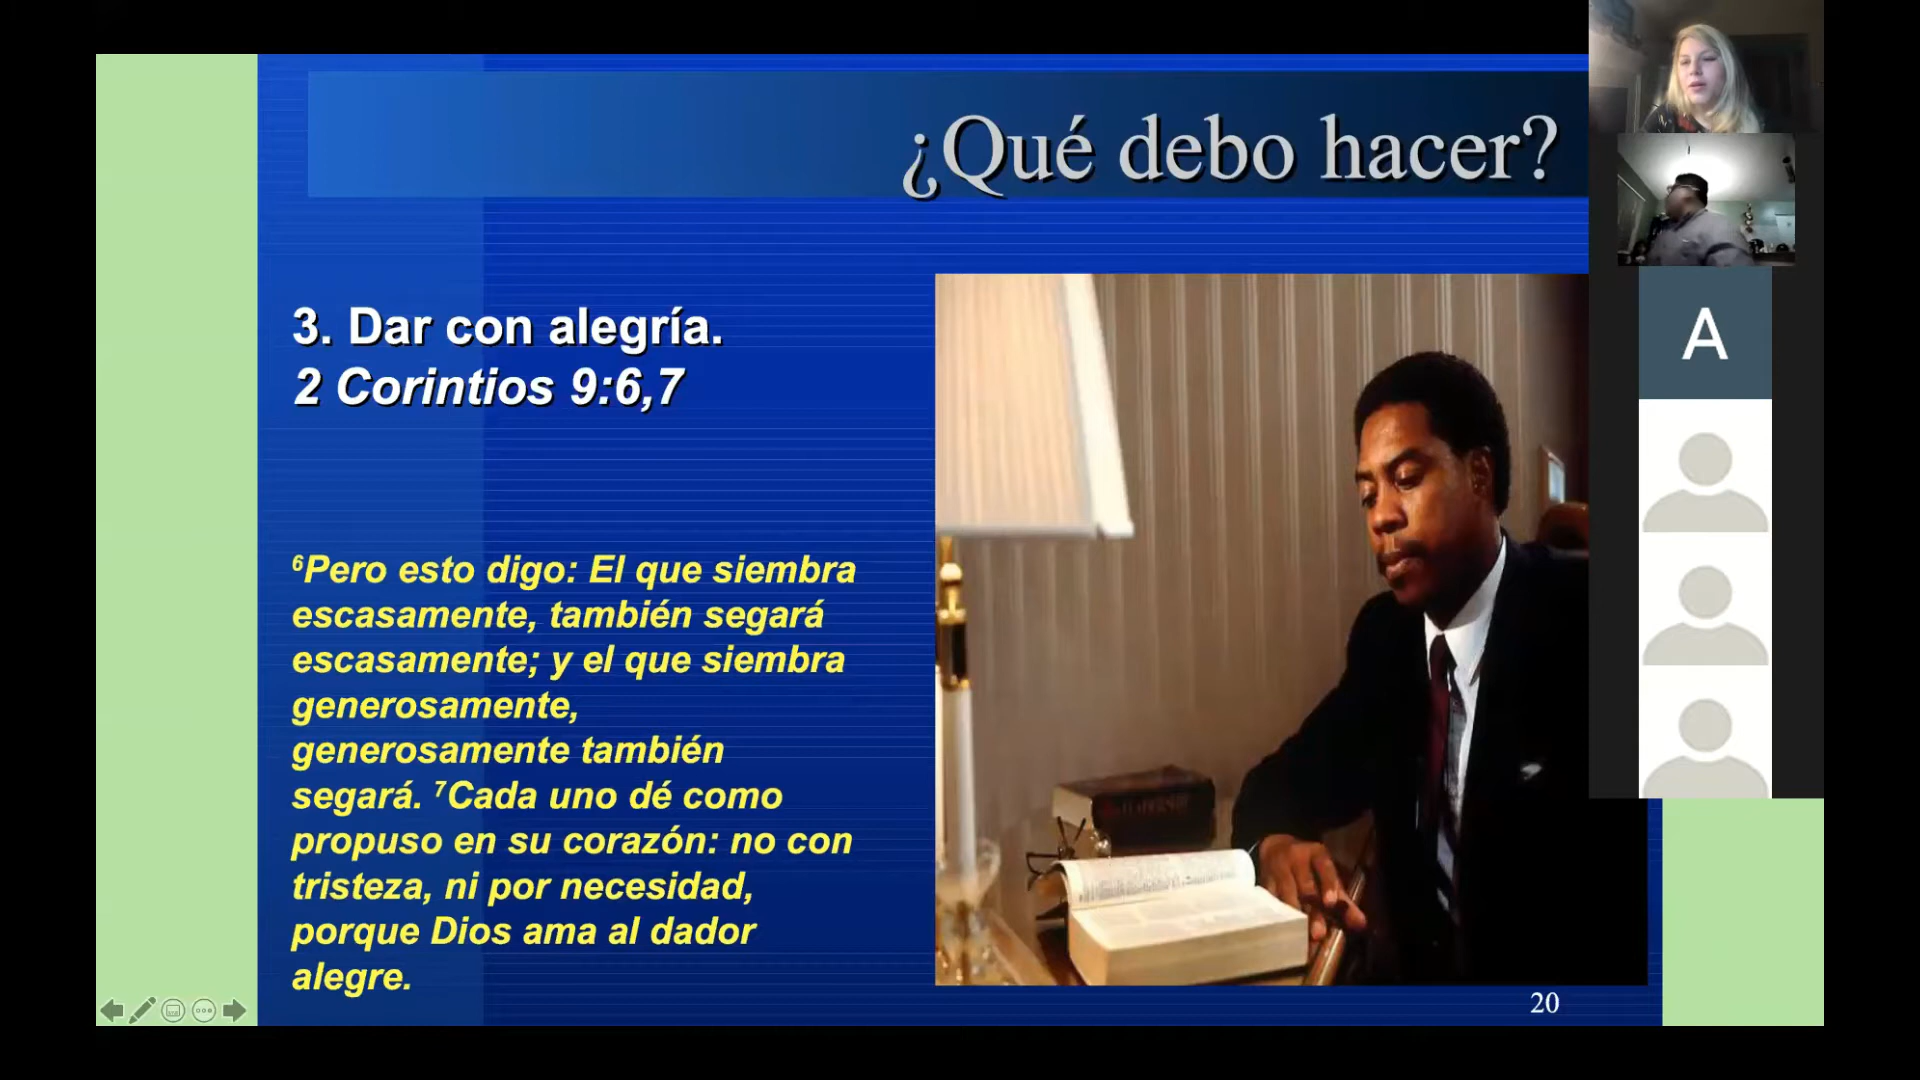 ¿Qué debo hacer?
3. Dar con alegría.
2 Corintios 9:6,7
⁶Pero esto digo: El que siembra
escasamente, también segará
escasamente; y el que siembra
generosamente,
generosamente también
segará. ⁷Cada uno dé como
propuso en su corazón: no con
tristeza, ni por necesidad,
porque Dios ama al dador
alegre.
20
A